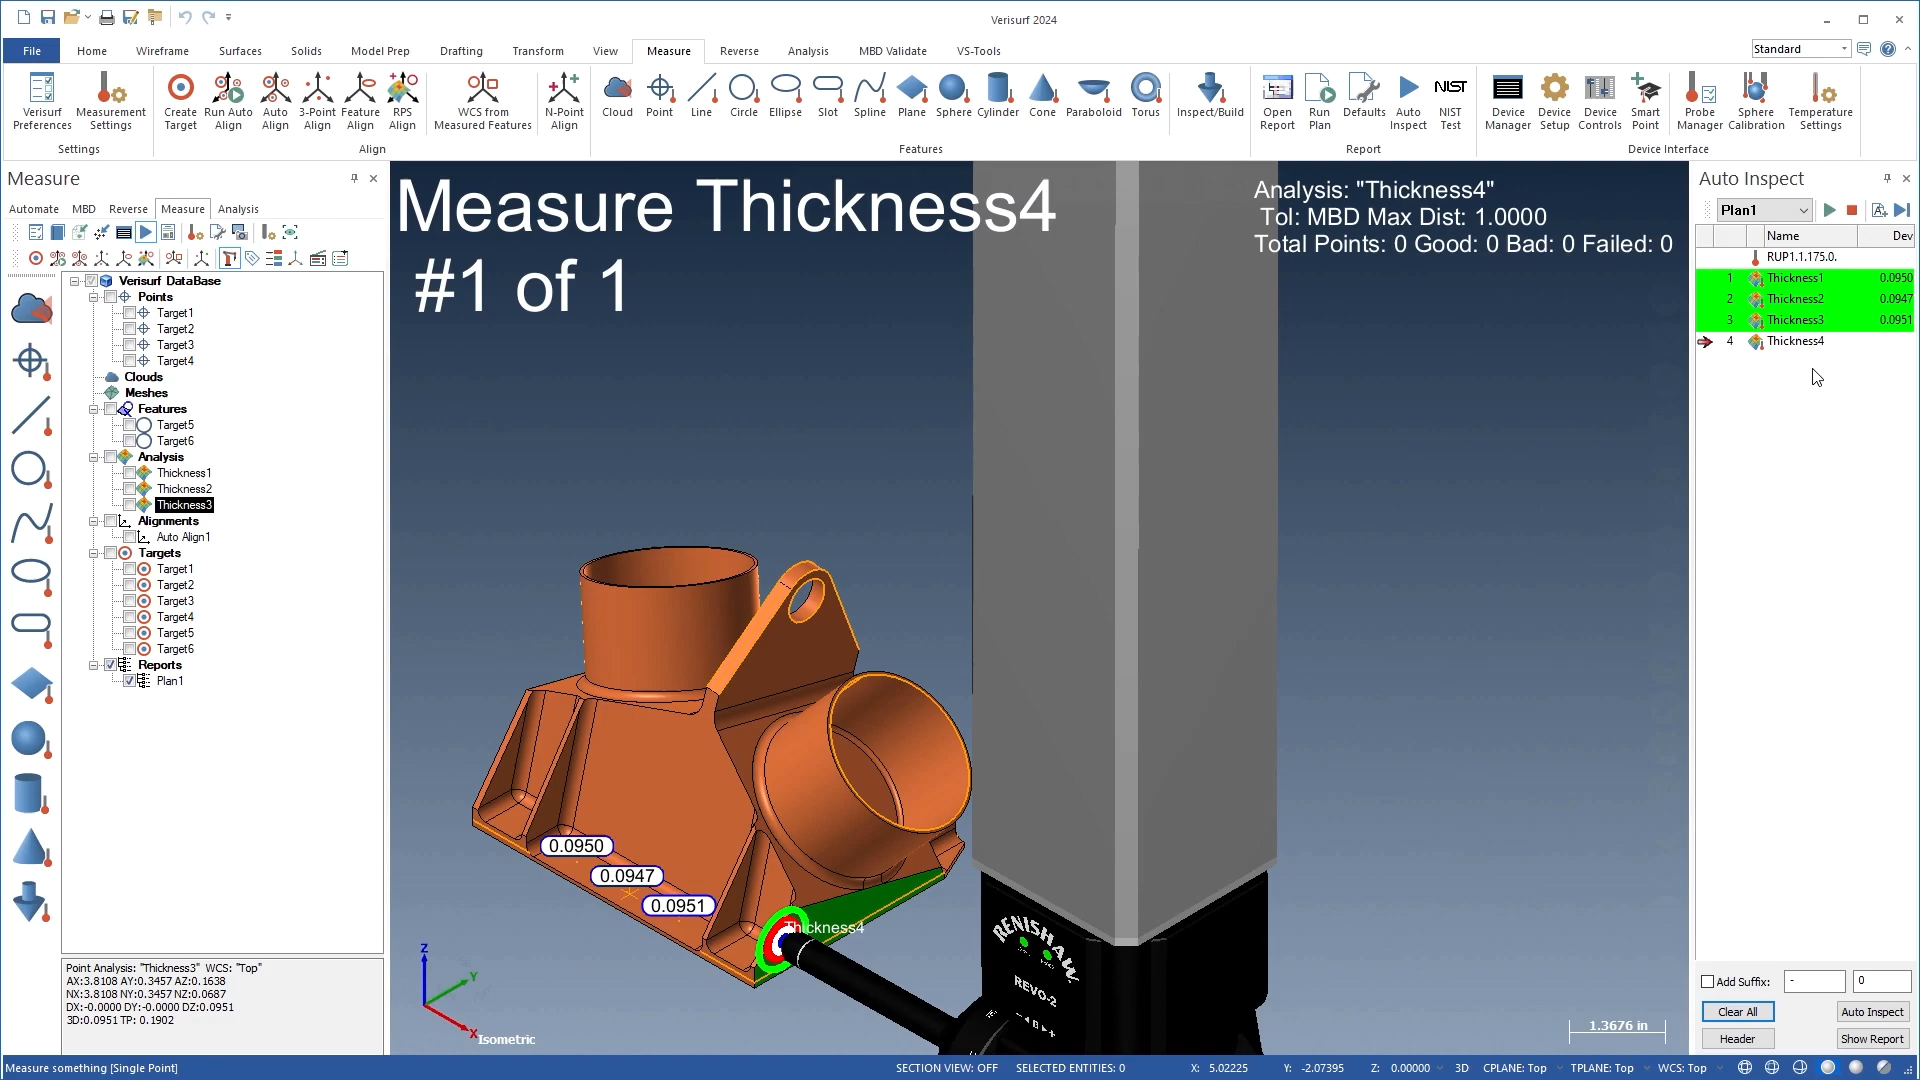 Verisurf 2024
File Home Wireframe Surfaces Solids Model Prep Drafting Transform View Measure Reverse Analysis MBD Validate VS-Tools
Standard
Verisurf Preferences
Measurement Settings
Settings
Create Target
Run Auto Align
Auto Align
3-Point Align
Feature Align
RPS Align
WCS from Measured Features
N-Point Align
Align
Cloud
Point
Line
Circle
Ellipse
Slot
Spline
Plane
Sphere
Cylinder
Cone
Paraboloid
Torus
Inspect/Build
Features
Open Report
Run Plan
Defaults
Auto Inspect
NIST
NIST Test
Report
Device Manager
Device Setup
Device Controls
Smart Point
Probe Manager
Sphere Calibration
Temperature Settings
Device Interface
Measure
Automate MBD Reverse Measure Analysis
Verisurf DataBase
Points
Target1
Target2
Target3
Target4
Clouds
Meshes
Features
Target5
Target6
Analysis
Thickness1
Thickness2
Thickness3
Alignments
Auto Align1
Targets
Target1
Target2
Target3
Target4
Target5
Target6
Reports
Plan1
Point Analysis: "Thickness3" WCS: "Top"
AX:3.8108 AY:0.3457 AZ:0.1638
NX:3.8108 NY:0.3457 NZ:0.0687
DX:-0.0000 DY:-0.0000 DZ:0.0951
3D:0.0951 TP: 0.1902
Measure Thickness4
#1 of 1
Analysis: "Thickness4"
Tol: MBD Max Dist: 1.0000
Total Points: 0 Good: 0 Bad: 0 Failed: 0
0.0950
0.0947
0.0951
Thickness4
RENISHAW
REVO-2
Z
Y
X
Isometric
1.3676 in
Auto Inspect
Plan1
Name Dev
RUP1.1.175.0.
1 Thickness1 0.0950
2 Thickness2 0.0947
3 Thickness3 0.0951
4 Thickness4
Add Suffix: - 0
Clear All Auto Inspect
Header Show Report
Measure something [Single Point]
SECTION VIEW: OFF SELECTED ENTITIES: 0 X: 5.02225 Y: -2.07395 Z: 0.00000 3D CPLANE: Top TPLANE: Top WCS: Top